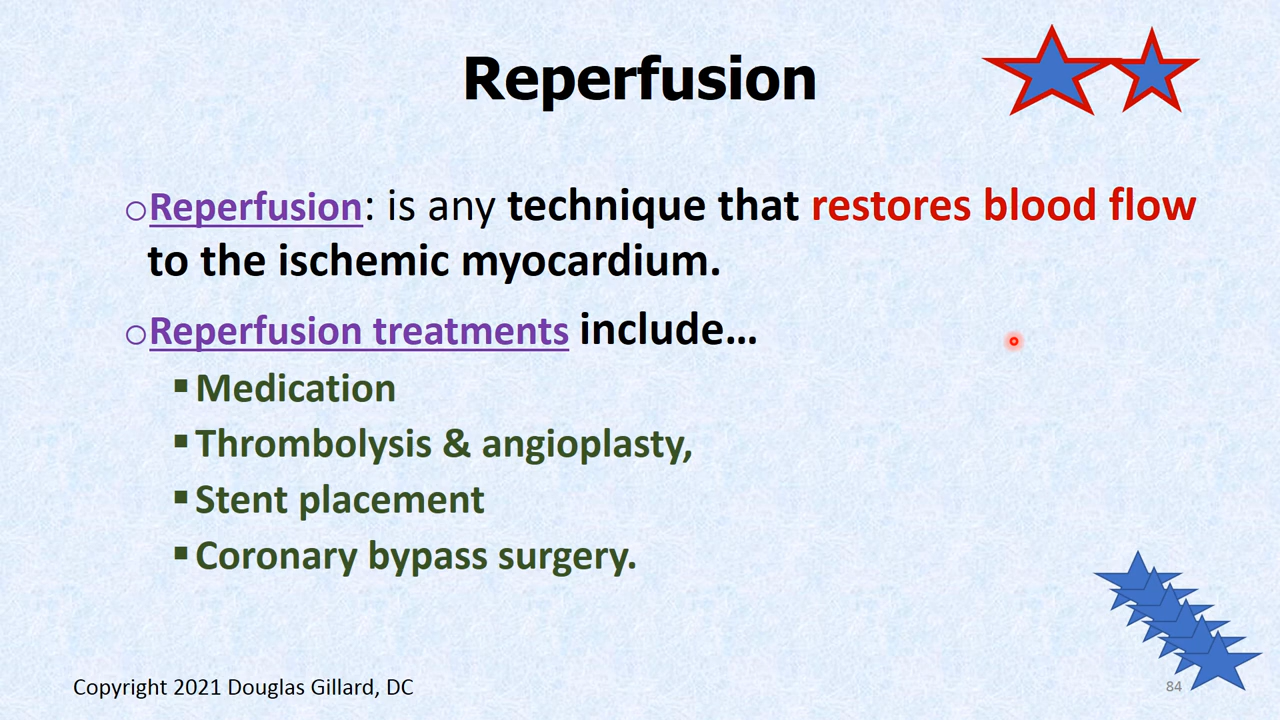 Reperfusion
○Reperfusion: is any technique that restores blood flow
to the ischemic myocardium.
○Reperfusion treatments include…
▪Medication
▪Thrombolysis & angioplasty,
▪Stent placement
▪Coronary bypass surgery.
Copyright 2021 Douglas Gillard, DC
84